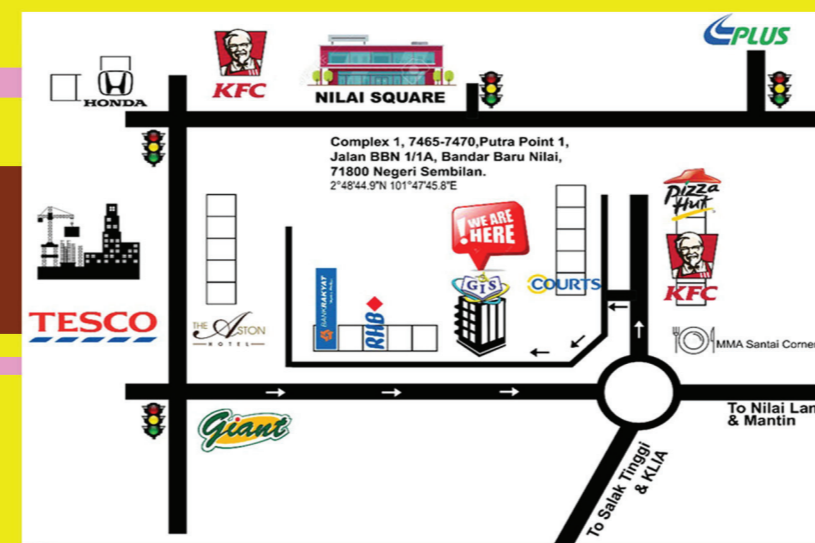 PLUS
HONDA
KFC
NILAI SQUARE
Complex 1, 7465-7470,Putra Point 1,
Jalan BBN 1/1A, Bandar Baru Nilai,
71800 Negeri Sembilan.
2°48'44.9"N 101°47'45.8"E
Pizza
Hut
WE ARE
HERE
GIS
COURTS
KFC
BANKRAKYAT
RHB
TESCO
THE ASTON
HOTEL
MMA Santai Corner
Giant
To Nilai
& Mantin
To Salak Tinggi
& KLIA